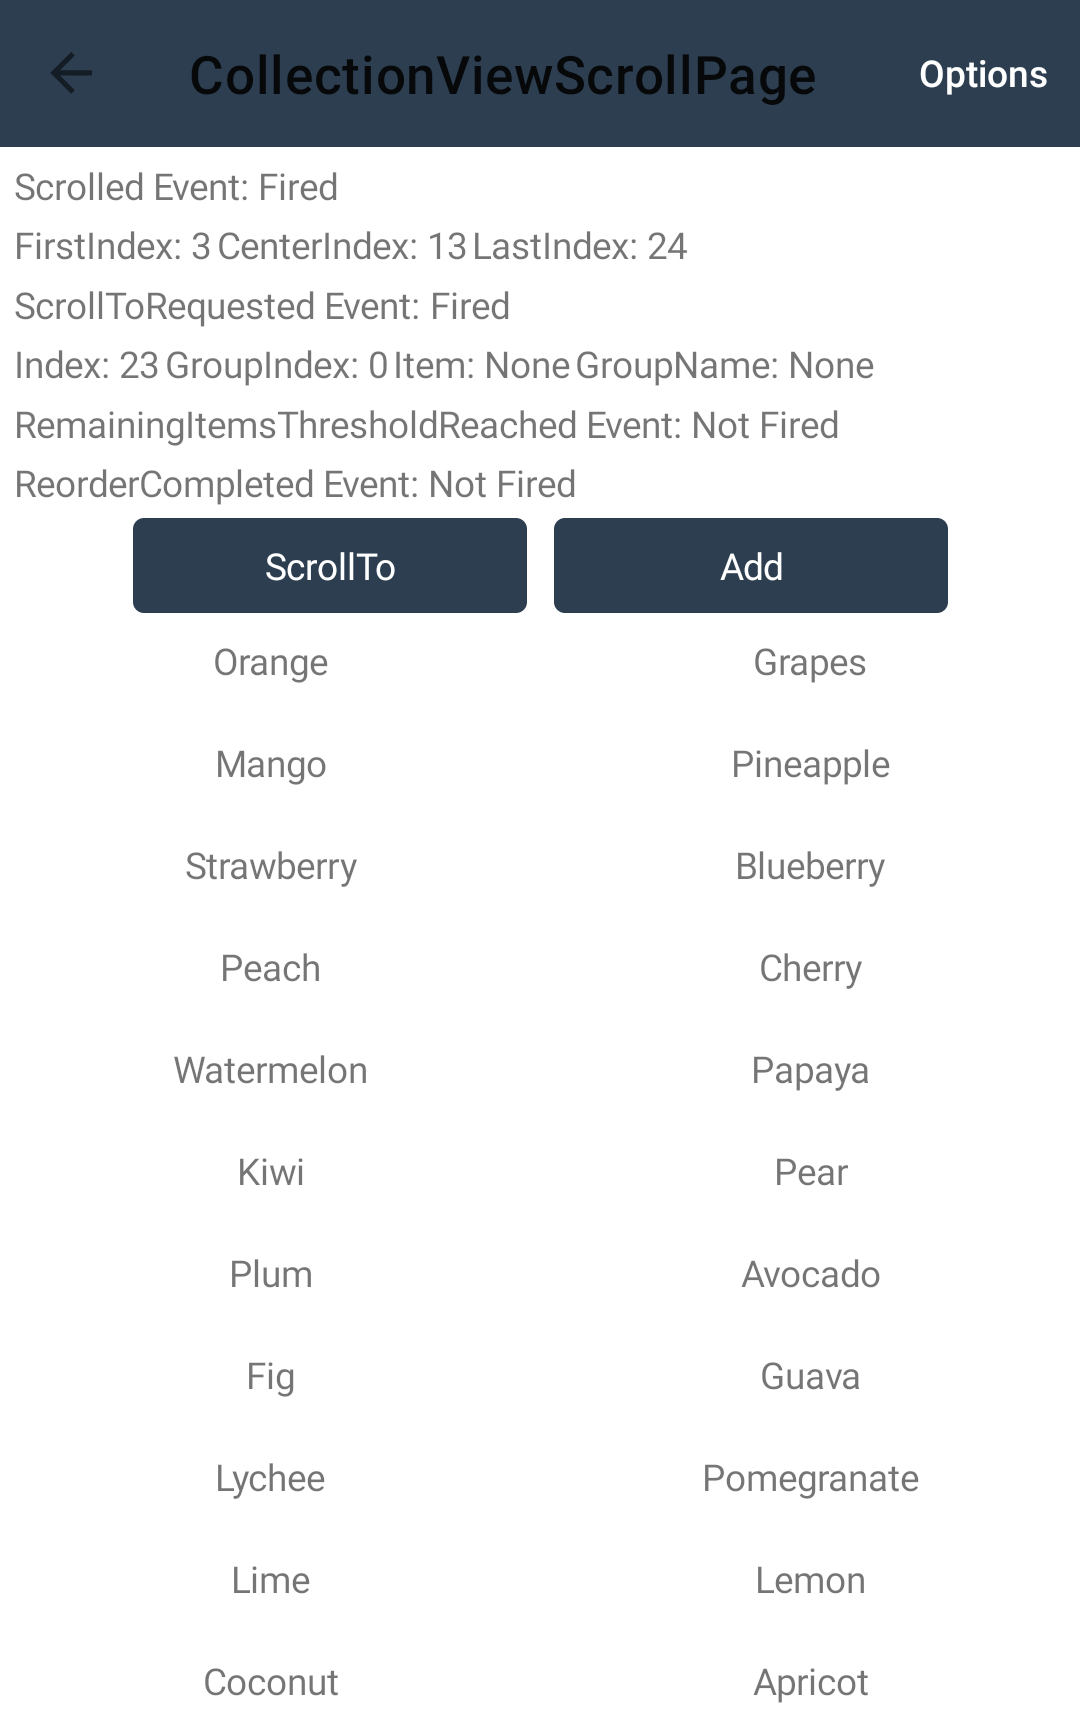 CollectionViewScrollPage Options
Scrolled Event: Fired
FirstIndex: 3 CenterIndex: 13 LastIndex: 24
ScrollToRequested Event: Fired
Index: 23 GroupIndex: 0 Item: None GroupName: None
RemainingItemsThresholdReached Event: Not Fired
ReorderCompleted Event: Not Fired
ScrollTo Add
Orange Grapes
Mango Pineapple
Strawberry Blueberry
Peach Cherry
Watermelon Papaya
Kiwi Pear
Plum Avocado
Fig Guava
Lychee Pomegranate
Lime Lemon
Coconut Apricot